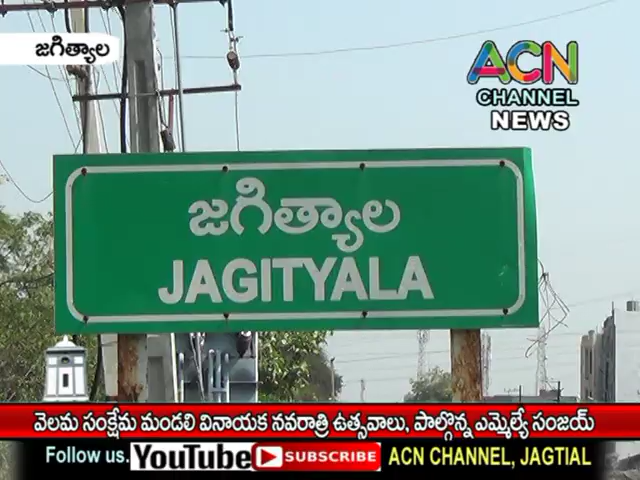 జగిత్యాల
ACN
CHANNEL
NEWS
జగిత్యాల
JAGITYALA
వెలమ సంక్షేమ మండలి వినాయక నవరాత్రి ఉత్సవాలు, పాల్గొన్న ఎమ్మెల్యే సంజయ్
Follow us. YouTube SUBSCRIBE ACN CHANNEL, JAGTIAL